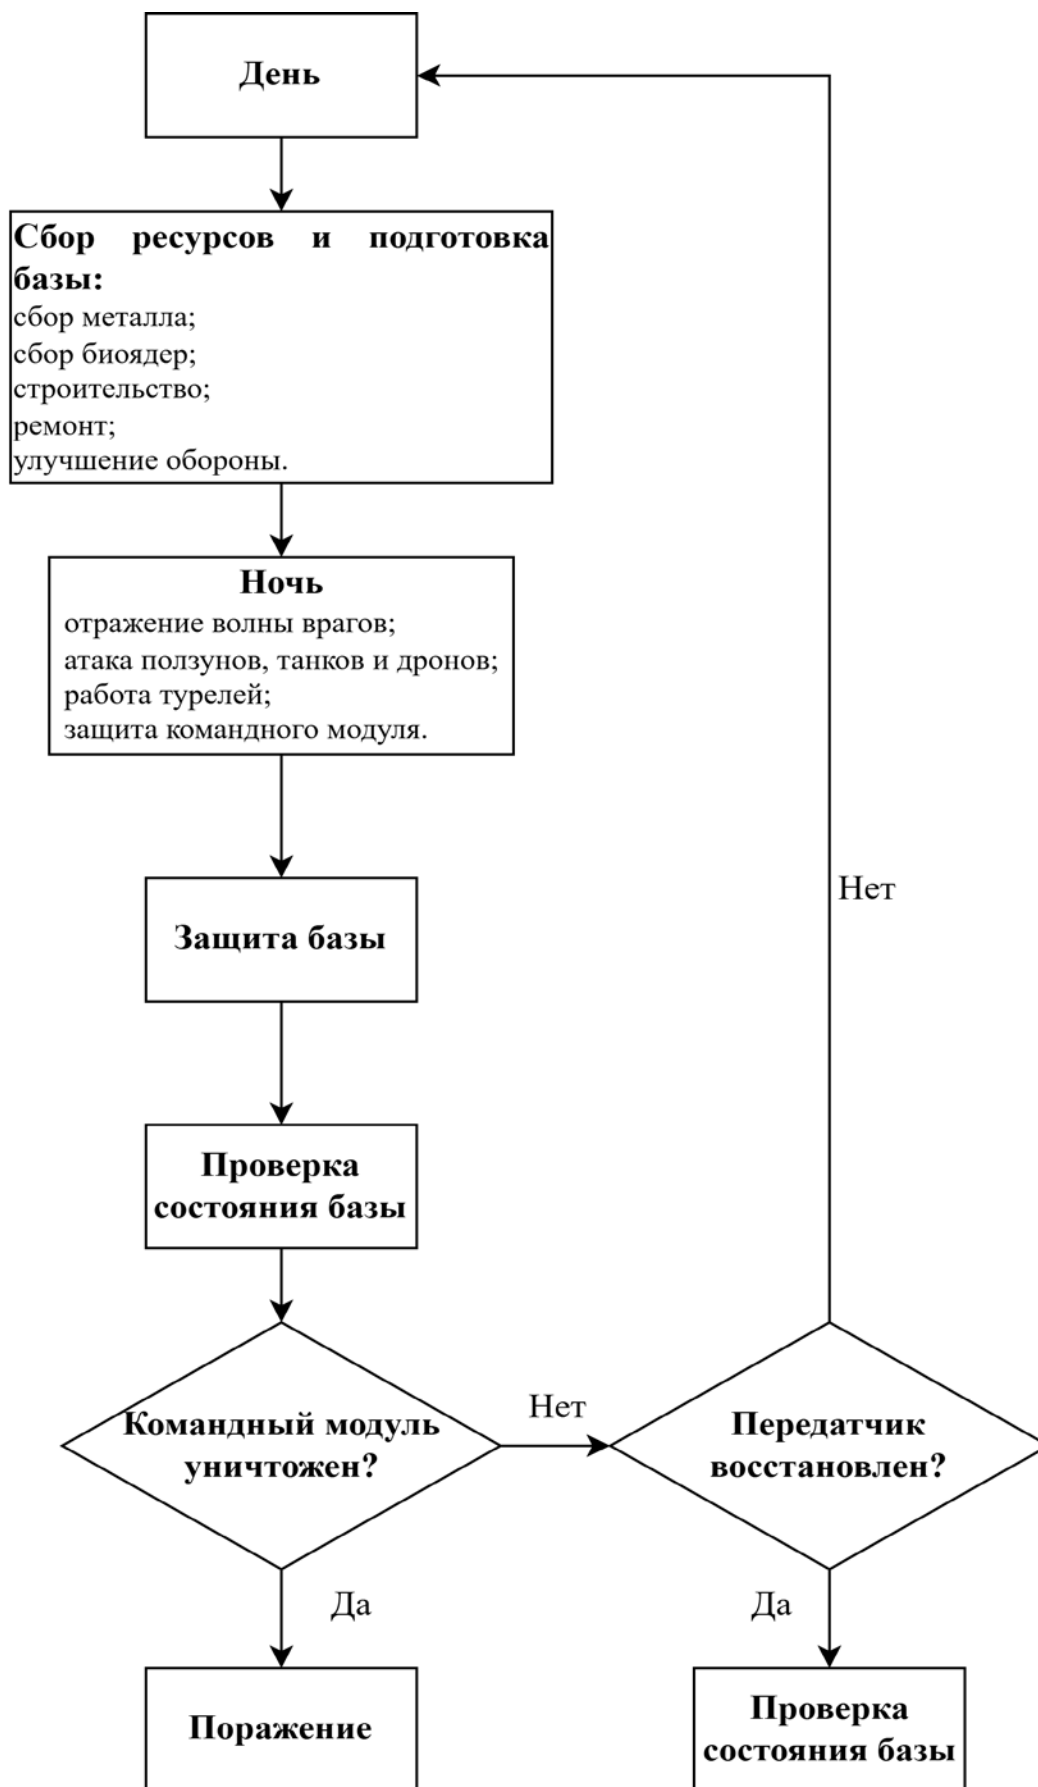 День
Сбор ресурсов и подготовка
базы:
сбор металла;
сбор биоядер;
строительство;
ремонт;
улучшение обороны.
Ночь
отражение волны врагов;
атака ползунов, танков и дронов;
работа турелей;
защита командного модуля.
Защита базы
Нет
Проверка
состояния базы
Командный модуль
уничтожен?
Нет
Передатчик
восстановлен?
Да
Да
Поражение
Проверка
состояния базы